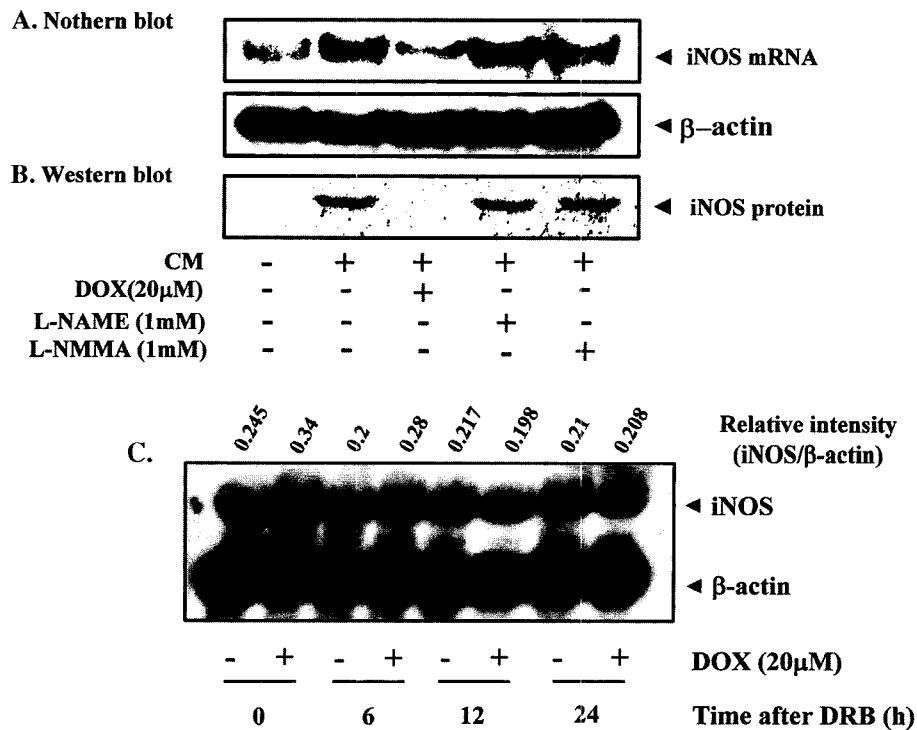 A. Nothern blot
iNOS mRNA
β–actin
B. Western blot
iNOS protein
CM - + + + +
DOX(20μM) - - + - -
L-NAME (1mM) - - - + -
L-NMMA (1mM) - - - - +
C. 0.245 0.34 0.2 0.28 0.217 0.198 0.21 0.208 Relative intensity
(iNOS/β-actin)
iNOS
β-actin
- + - + - + - + DOX (20μM)
0 6 12 24 Time after DRB (h)